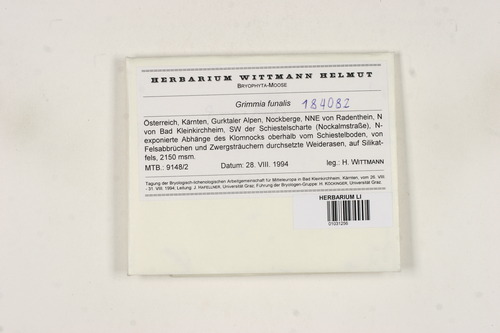 HERBARIUM WITTMANN HELMUT
BRYOPHYTA-MOOSE
Grimmia funalis 184082
Österreich, Kärnten, Gurktaler Alpen, Nockberge, NNE von Radenthein, N
von Bad Kleinkirchheim, SW der Schiestelscharte (Nockalmstraße), N-
exponierte Abhänge des Klomnocks oberhalb vom Schiestelboden, von
Felsabbrüchen und Zwergsträuchern durchsetzte Weiderasen, auf Silikat-
fels, 2150 msm.
MTB.: 9148/2 Datum: 28. VIII. 1994 leg.: H. WITTMANN
Tagung der Bryologisch-lichenologischen Arbeitsgemeinschaft für Mitteleuropa in Bad Kleinkirchheim, Kärnten, vom 26. VIII.
- 31. VIII. 1994; Leitung: J. HAFELLNER, Universität Graz; Führung der Bryologen-Gruppe: H. KÖCKINGER, Universität Graz
HERBARIUM LI
01031296